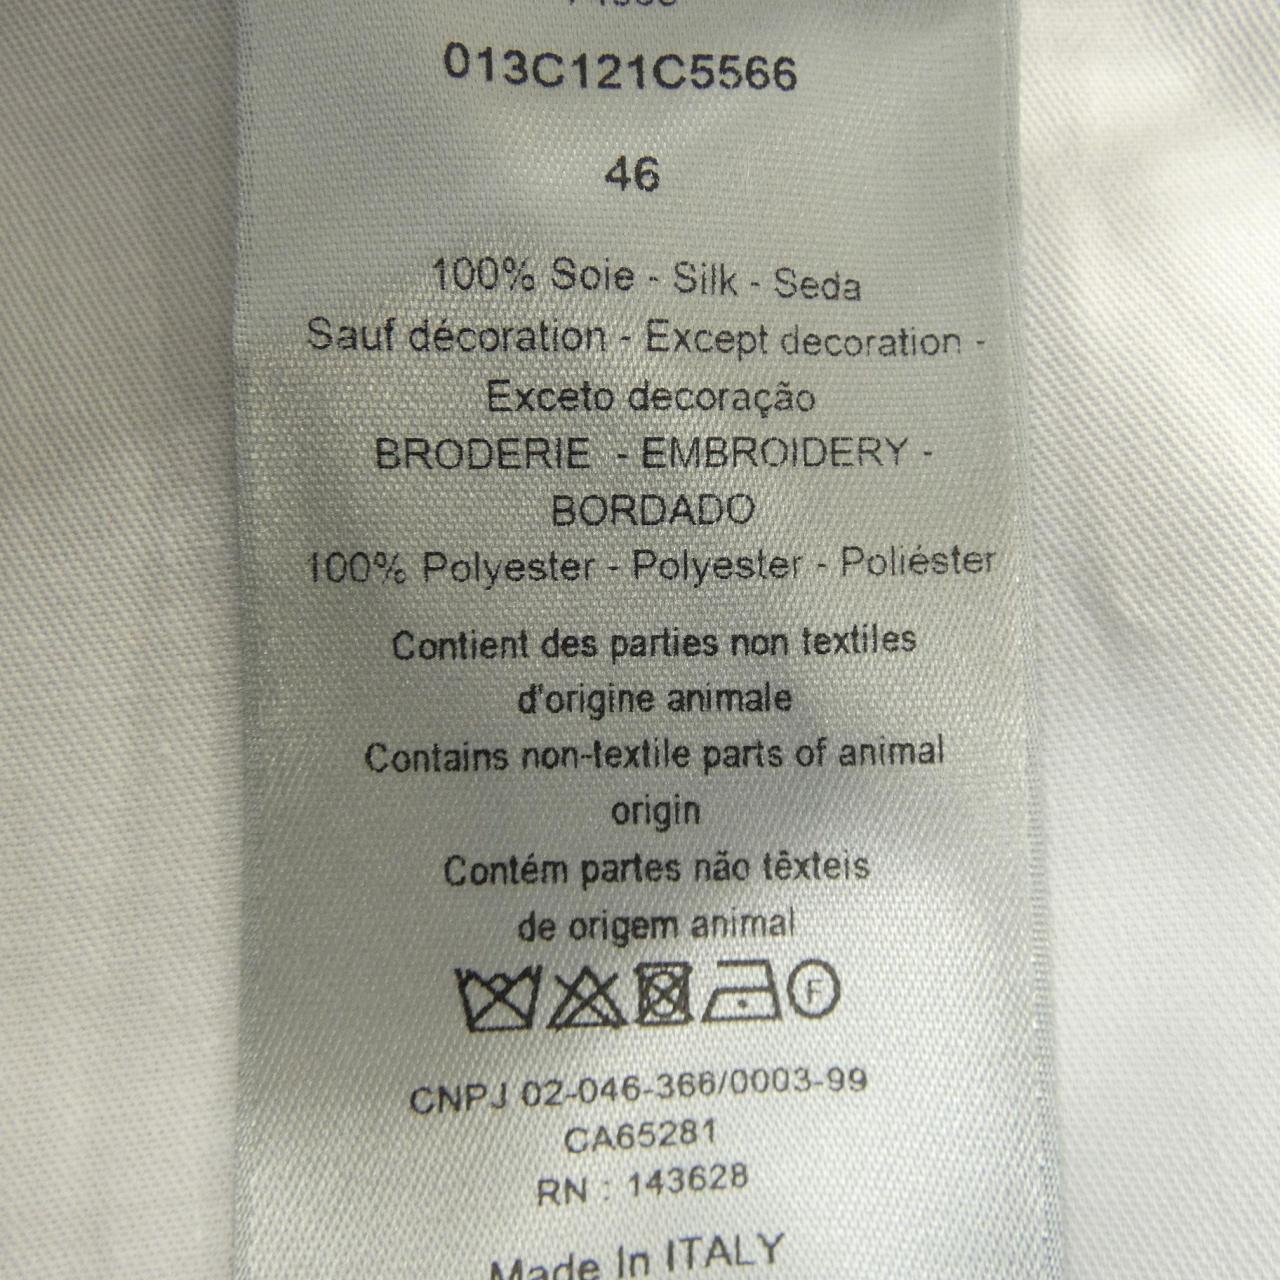 013C121C5566
46
100% Soie - Silk - Seda
Sauf décoration - Except decoration -
Exceto decoração
BRODERIE - EMBROIDERY -
BORDADO
100% Polyester - Polyester - Poliéster
Contient des parties non textiles
d'origine animale
Contains non-textile parts of animal
origin
Contém partes não têxteis
de origem animal
F
CNPJ 02-046-366/0003-99
CA65281
RN : 143628
Made In ITALY